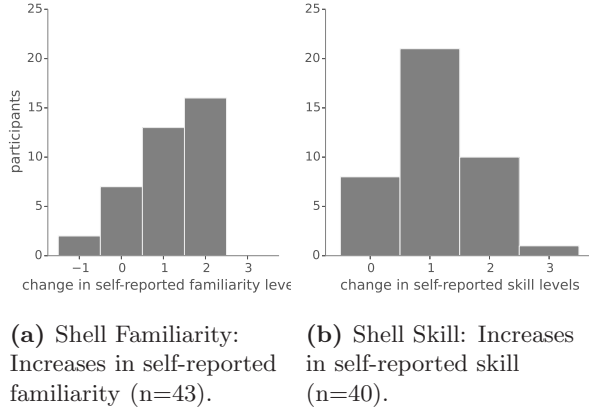 25
20
15
10
5
0
participants
−1 0 1 2 3
change in self-reported familiarity leve
25
20
15
10
5
0
0 1 2 3
change in self-reported skill levels
(a) Shell Familiarity:
Increases in self-reported
familiarity (n=43).
(b) Shell Skill: Increases
in self-reported skill
(n=40).